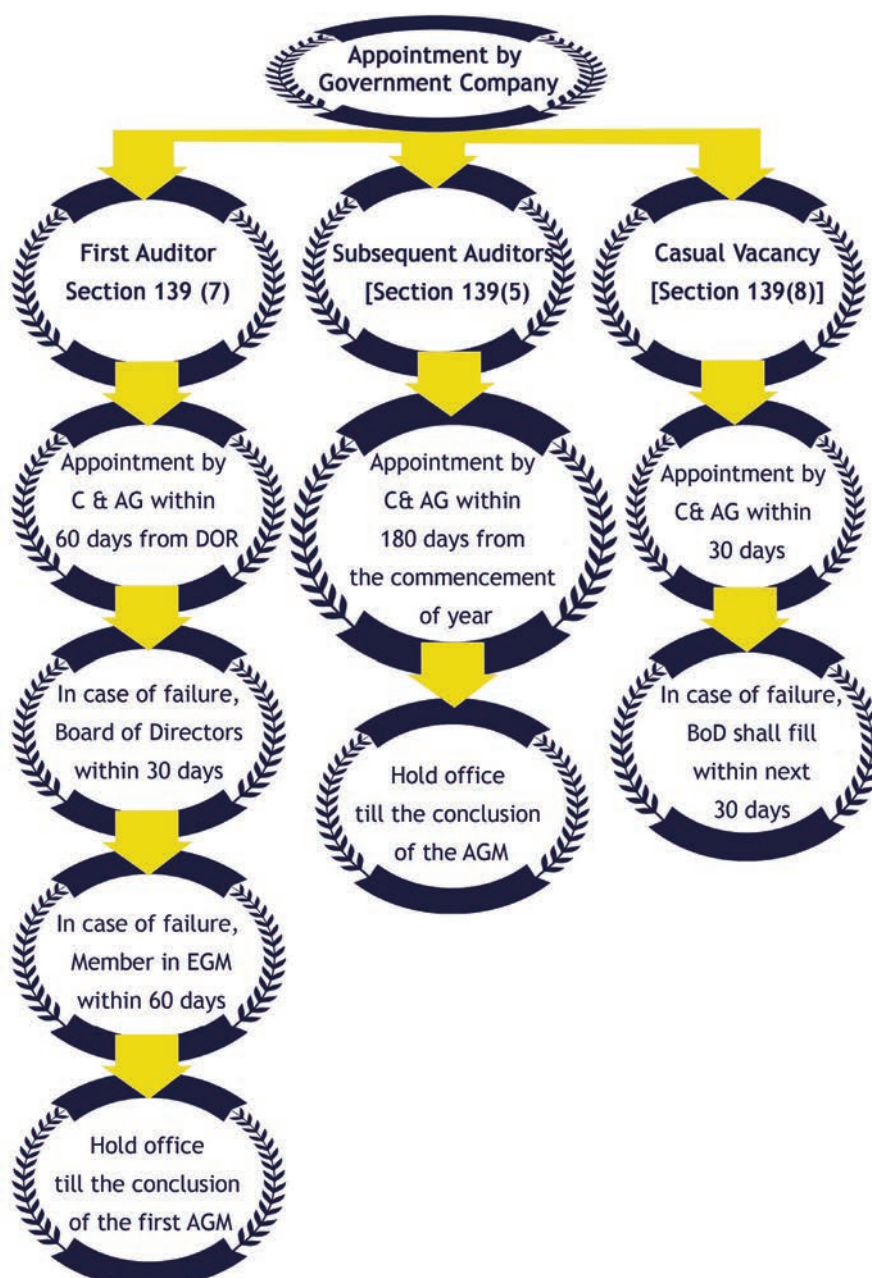 Appointment by
Government Company
First Auditor
Section 139 (7)
Appointment by
C & AG within
60 days from DOR
In case of failure,
Board of Directors
within 30 days
In case of failure,
Member in EGM
within 60 days
Hold office
till the conclusion
of the first AGM
Subsequent Auditors
[Section 139(5)
Appointment by
C& AG within
180 days from
the commencement
of year
Hold office
till the conclusion
of the AGM
Casual Vacancy
[Section 139(8)]
Appointment by
C& AG within
30 days
In case of failure,
BoD shall fill
within next
30 days